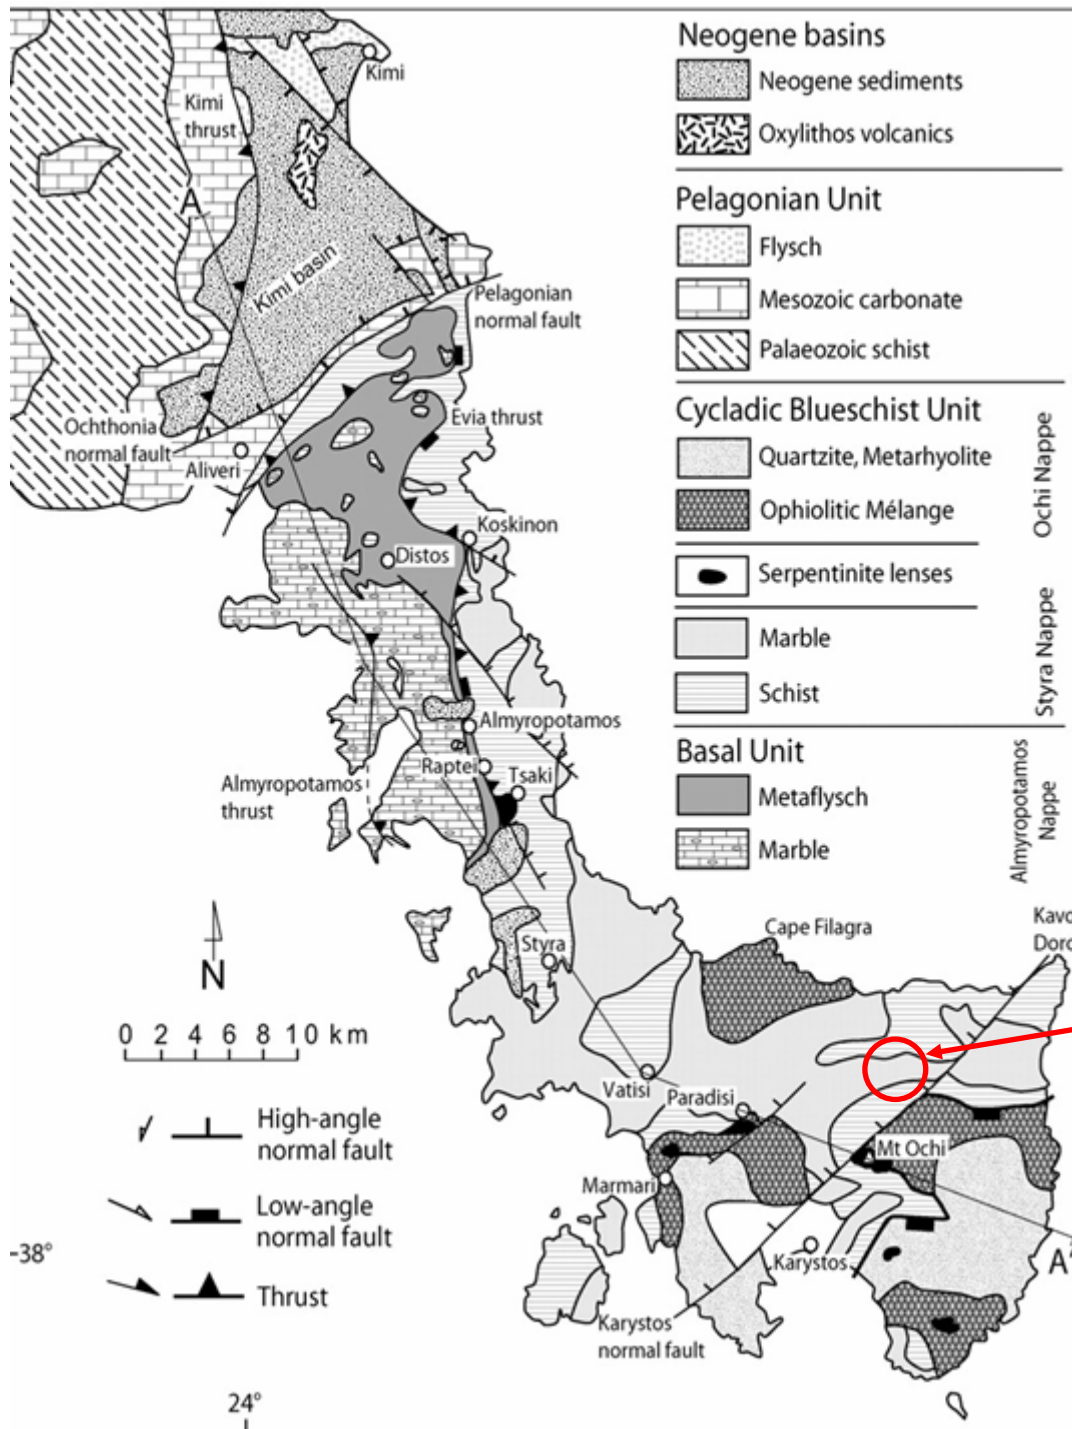 Kimi
Kimi
thrust
A
Kimi basin
Pelagonian
normal fault
Evia thrust
Ochthonia
normal fault
Aliveri
Koskinon
Distos
Almyropotamos
Raptei
Tsaki
Almyropotamos
thrust
Styra
Cape Filagra
Kavo
Doro
Vatisi
Paradisi
Mt Ochi
Marmari
Karystos
A'
Karystos
normal fault
N
0 2 4 6 8 10 km
High-angle
normal fault
Low-angle
normal fault
Thrust
38°
24°
Neogene basins
Neogene sediments
Oxylithos volcanics
Pelagonian Unit
Flysch
Mesozoic carbonate
Palaeozoic schist
Cycladic Blueschist Unit
Quartzite, Metarhyolite
Ophiolitic Mélange
Ochi Nappe
Serpentinite lenses
Marble
Schist
Styra Nappe
Basal Unit
Metaflysch
Marble
Almyropotamos
Nappe